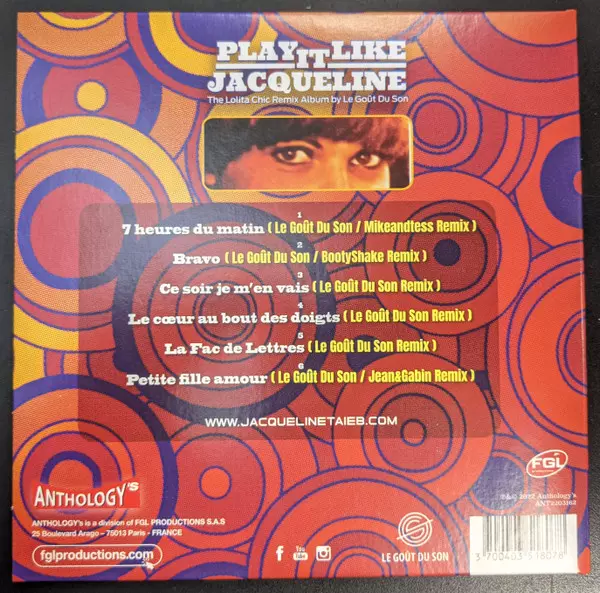 PLAY IT LIKE
JACQUELINE
The Lolita Chic Remix Album by Le Goût Du Son
1
7 heures du matin ( Le Goût Du Son / Mikeandtess Remix )
2
Bravo ( Le Goût Du Son / BootyShake Remix )
3
Ce soir je m'en vais ( Le Goût Du Son Remix )
4
Le cœur au bout des doigts ( Le Goût Du Son Remix )
5
La Fac de Lettres ( Le Goût Du Son Remix )
6
Petite fille amour ( Le Goût Du Son / Jean&Gabin Remix )
WWW.JACQUELINETAIEB.COM
FGL
ANTHOLOGY'S
ANTHOLOGY's is a division of FGL PRODUCTIONS S.A.S
25 Boulevard Arago - 75013 Paris - FRANCE
fglproductions.com
You
Tube
LE GOÛT DU SON
℗&© 2022 Anthology's